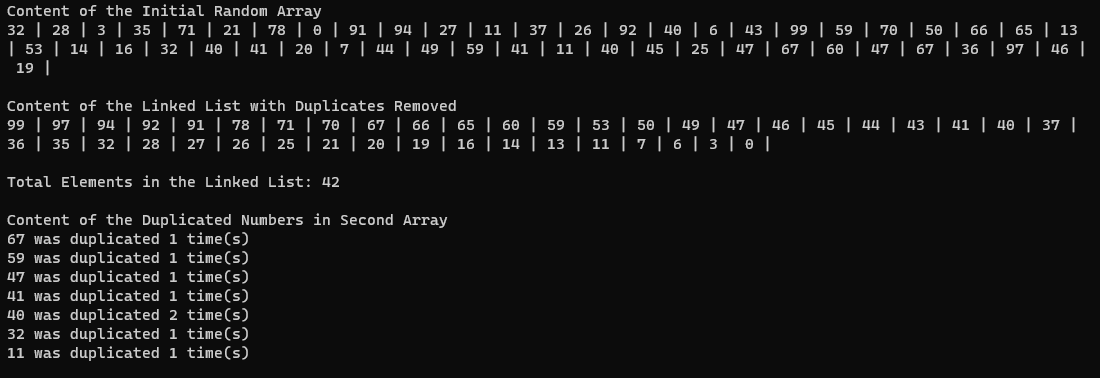 Content of the Initial Random Array
32 | 28 | 3 | 35 | 71 | 21 | 78 | 0 | 91 | 94 | 27 | 11 | 37 | 26 | 92 | 40 | 6 | 43 | 99 | 59 | 70 | 50 | 66 | 65 | 13
| 53 | 14 | 16 | 32 | 40 | 41 | 20 | 7 | 44 | 49 | 59 | 41 | 11 | 40 | 45 | 25 | 47 | 67 | 60 | 47 | 67 | 36 | 97 | 46 |
19 |
Content of the Linked List with Duplicates Removed
99 | 97 | 94 | 92 | 91 | 78 | 71 | 70 | 67 | 66 | 65 | 60 | 59 | 53 | 50 | 49 | 47 | 46 | 45 | 44 | 43 | 41 | 40 | 37 |
36 | 35 | 32 | 28 | 27 | 26 | 25 | 21 | 20 | 19 | 16 | 14 | 13 | 11 | 7 | 6 | 3 | 0 |
Total Elements in the Linked List: 42
Content of the Duplicated Numbers in Second Array
67 was duplicated 1 time(s)
59 was duplicated 1 time(s)
47 was duplicated 1 time(s)
41 was duplicated 1 time(s)
40 was duplicated 2 time(s)
32 was duplicated 1 time(s)
11 was duplicated 1 time(s)